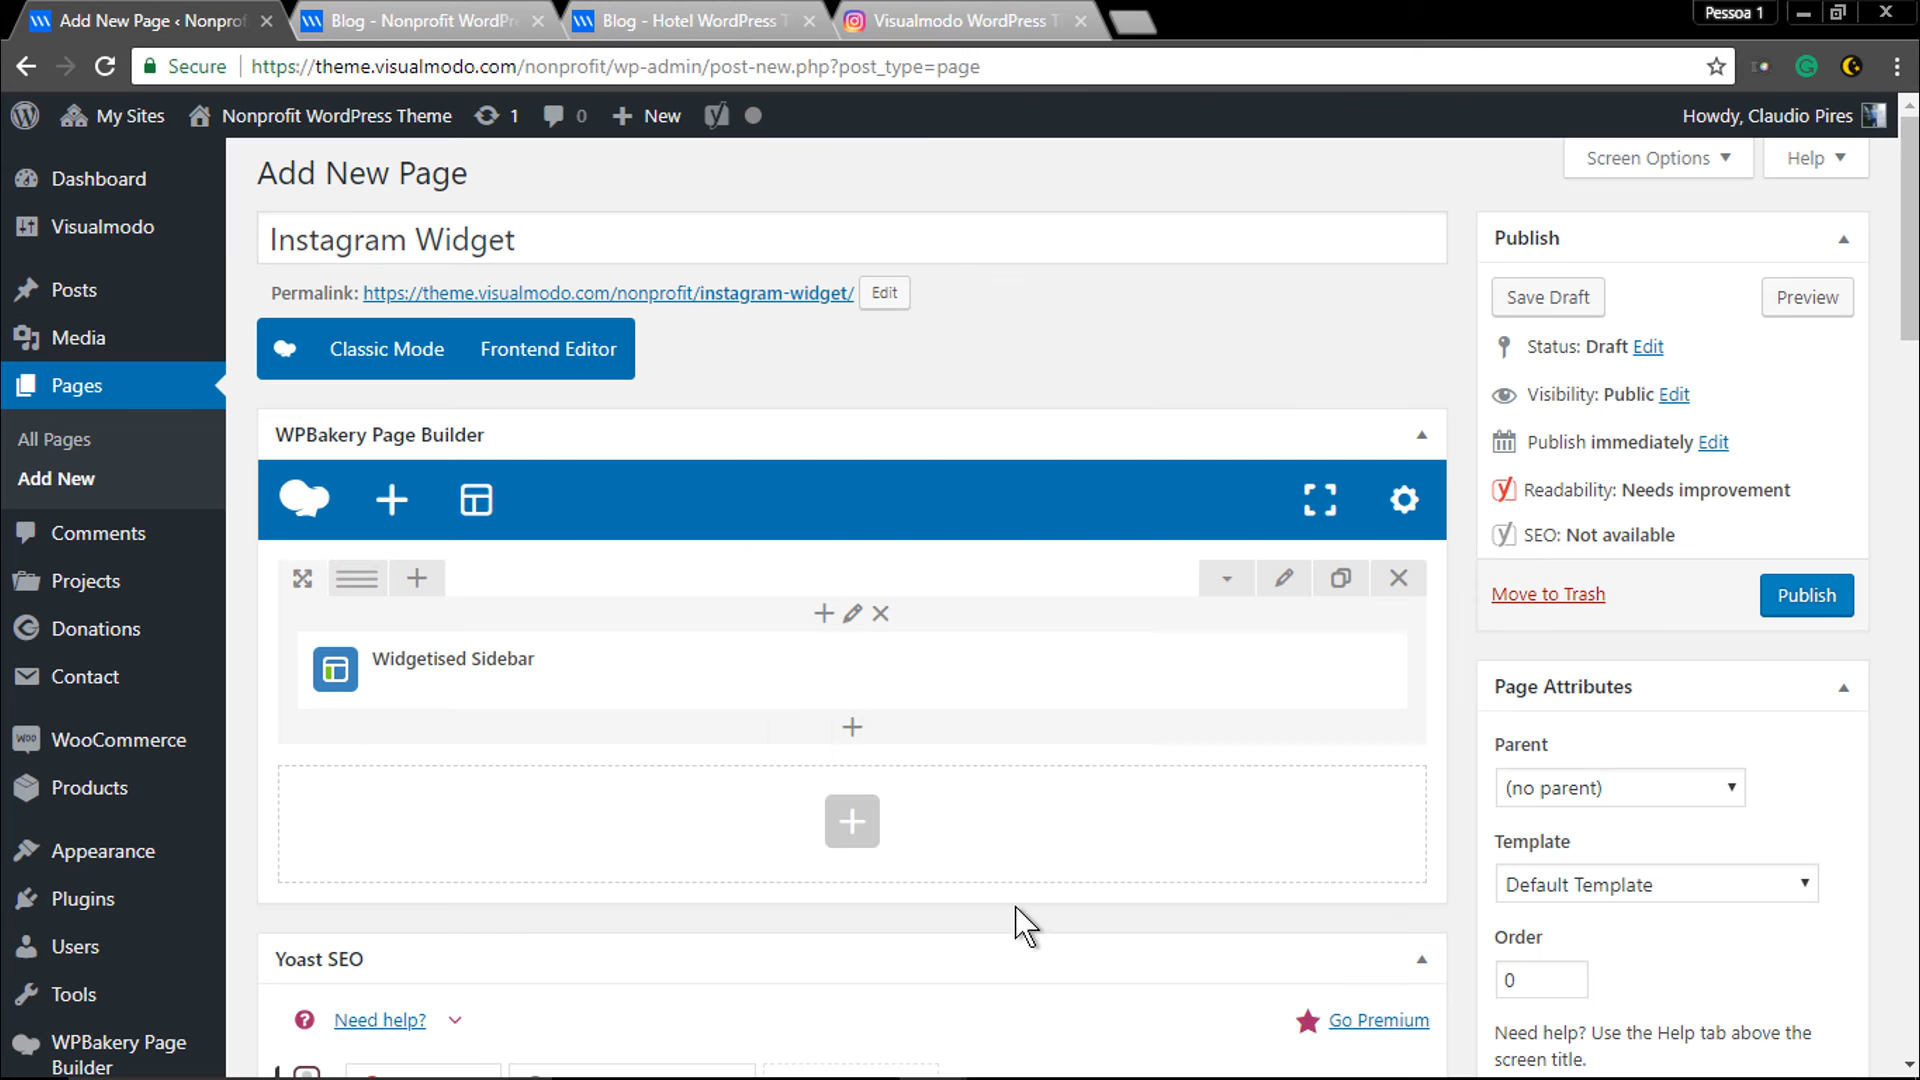 Add New Page ‹ Nonprof
Blog - Nonprofit WordPr
Blog - Hotel WordPress T
Visualmodo WordPress T
Pessoa 1
Secure
https://theme.visualmodo.com/nonprofit/wp-admin/post-new.php?post_type=page
My Sites
Nonprofit WordPress Theme
1
0
New
Howdy, Claudio Pires
Dashboard
Visualmodo
Posts
Media
Pages
All Pages
Add New
Comments
Projects
Donations
Contact
WooCommerce
Products
Appearance
Plugins
Users
Tools
WPBakery Page
Builder
Screen Options
Help
Add New Page
Instagram Widget
Permalink: https://theme.visualmodo.com/nonprofit/instagram-widget/ Edit
Classic Mode
Frontend Editor
WPBakery Page Builder
Widgetised Sidebar
Yoast SEO
Need help?
Go Premium
Publish
Save Draft
Preview
Status: Draft Edit
Visibility: Public Edit
Publish immediately Edit
Readability: Needs improvement
SEO: Not available
Move to Trash
Publish
Page Attributes
Parent
(no parent)
Template
Default Template
Order
0
Need help? Use the Help tab above the
screen title.